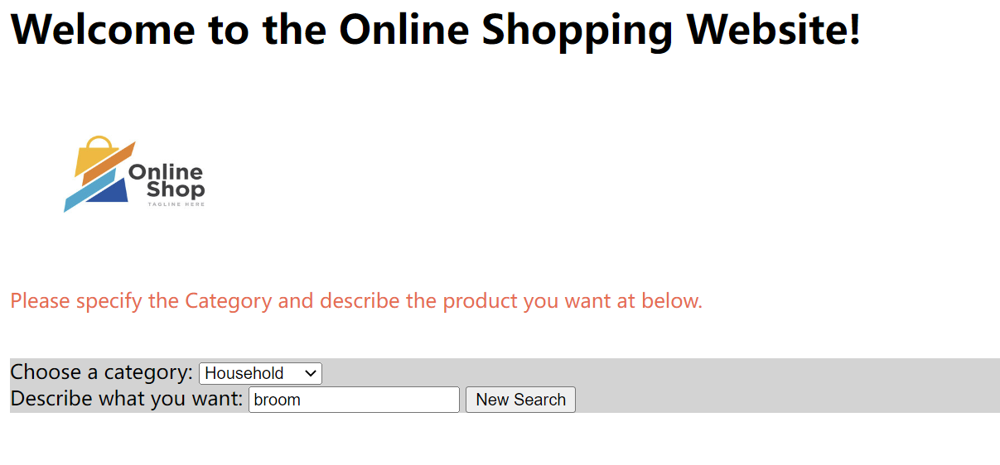 Welcome to the Online Shopping Website!
Online
Shop
TAGLINE HERE
Please specify the Category and describe the product you want at below.
Choose a category: Household
Describe what you want: broom New Search